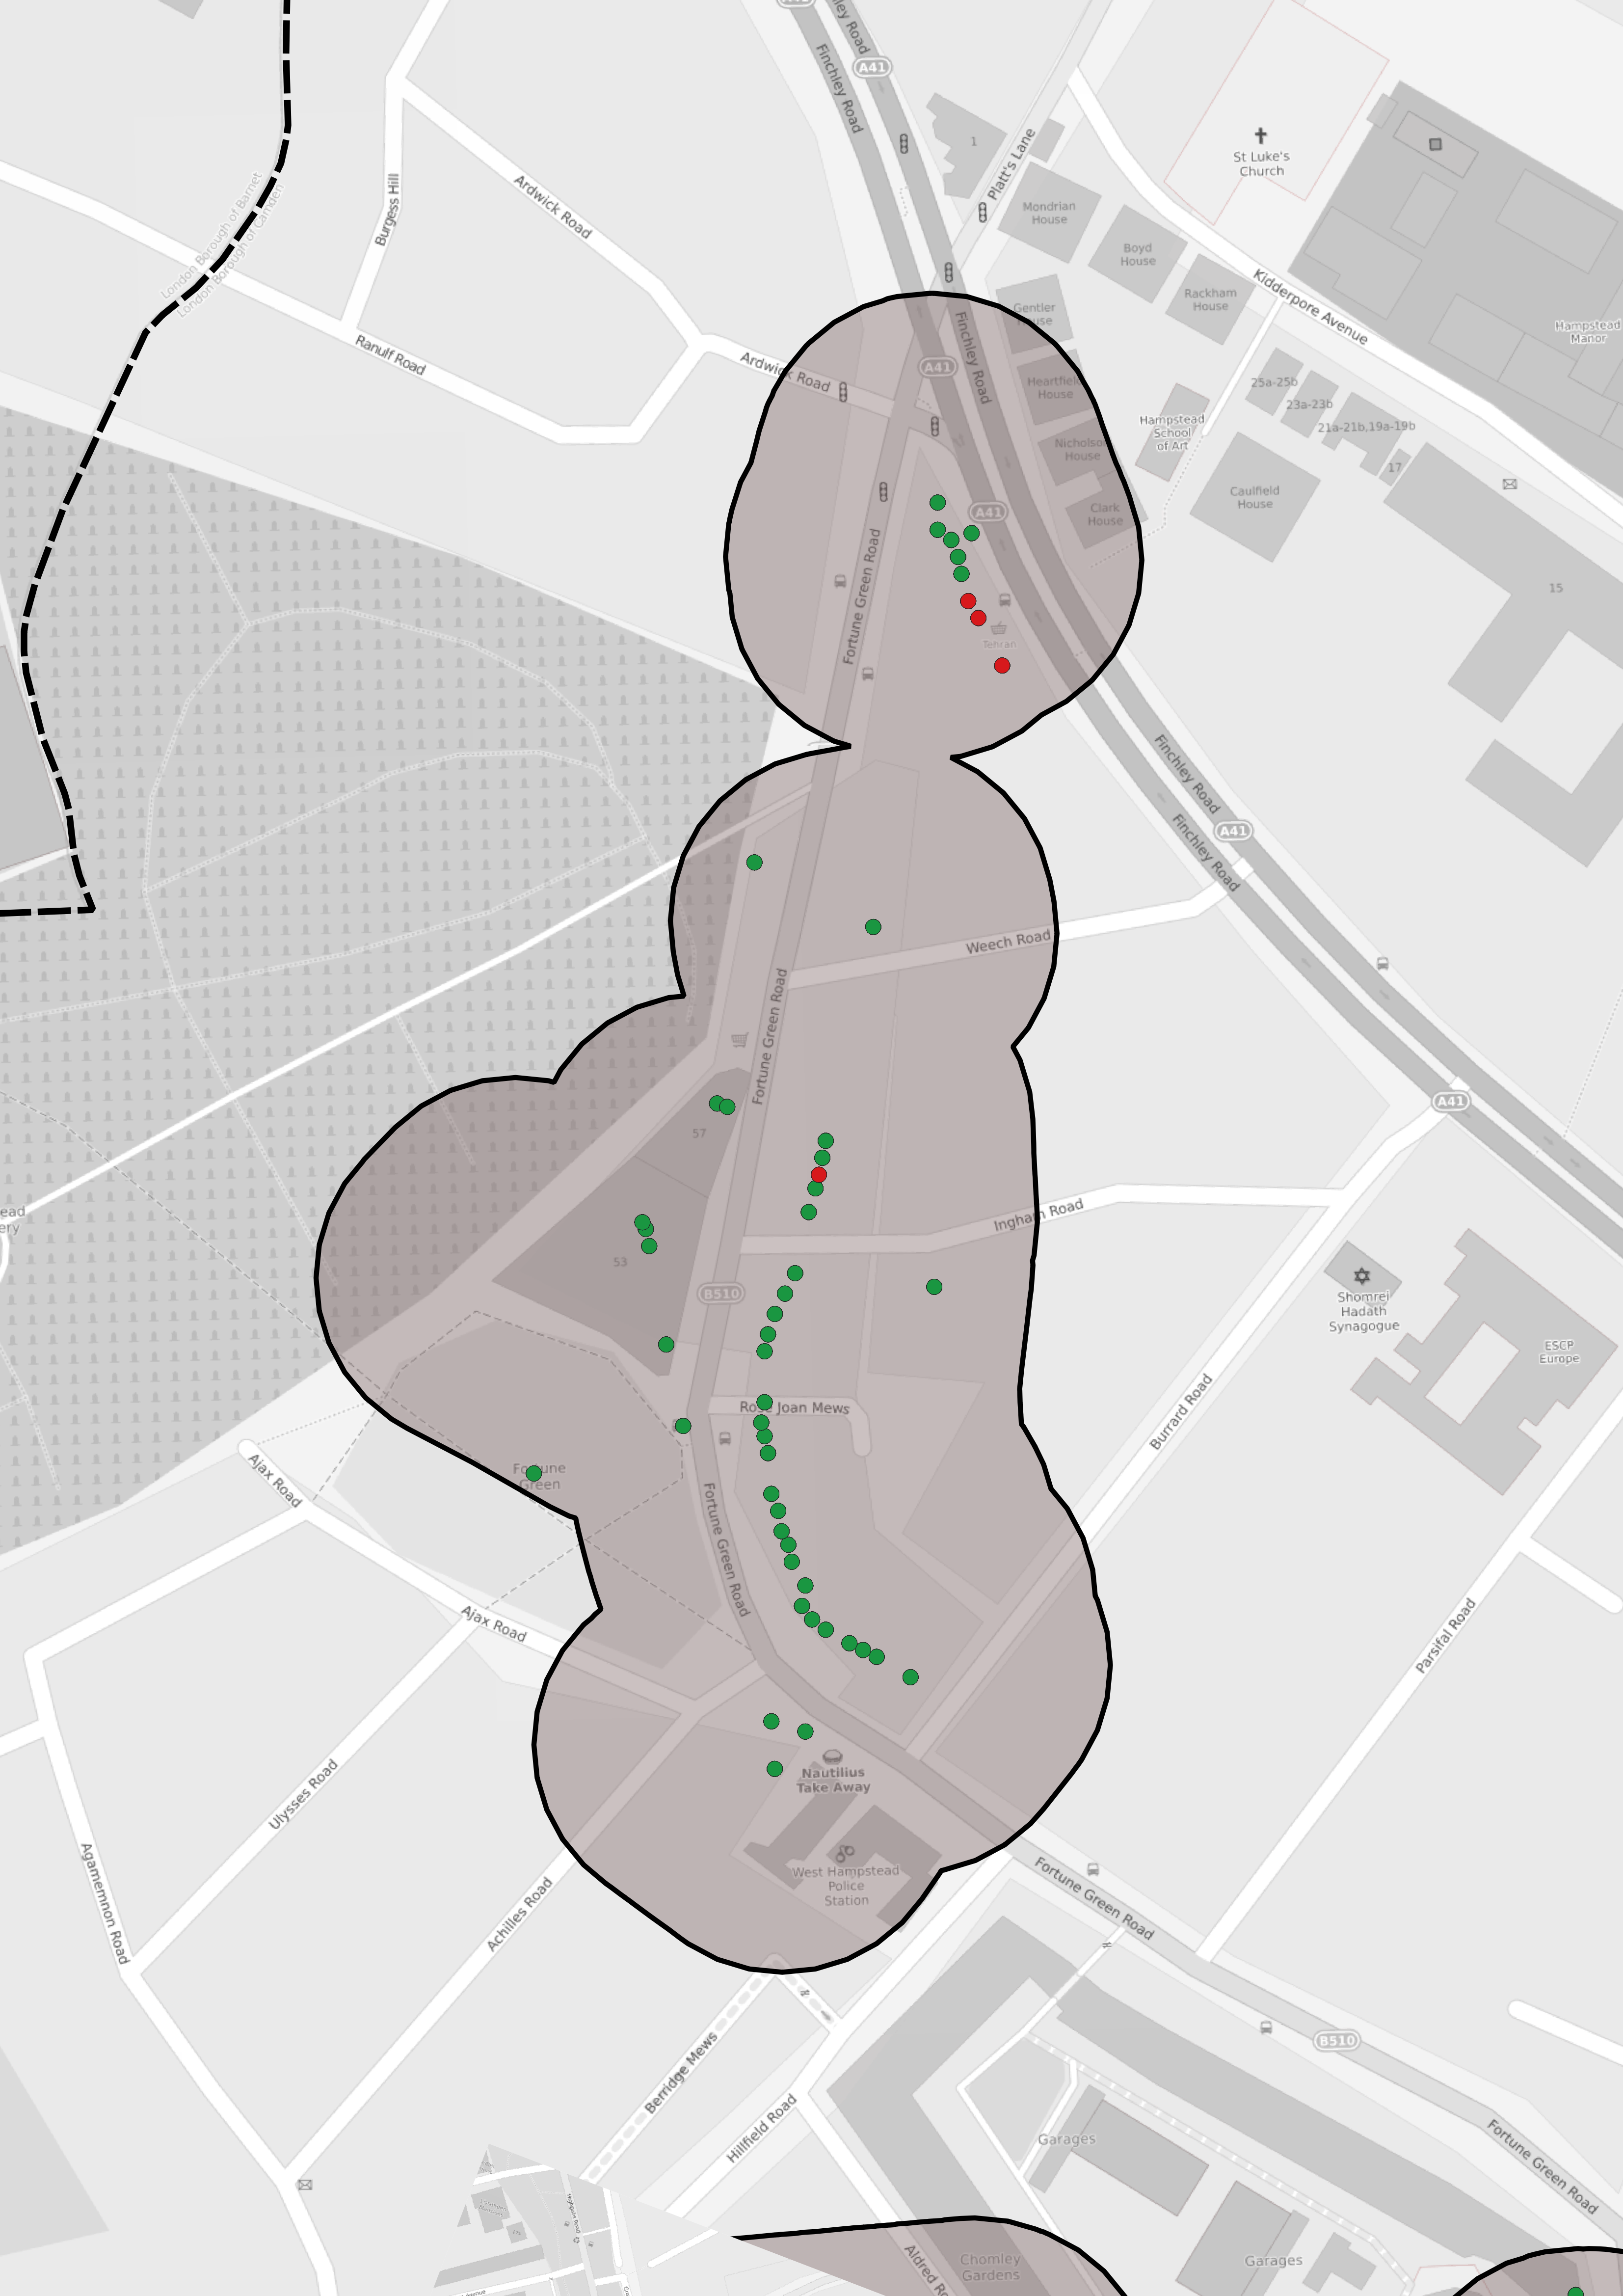 A41
Finchley Road
Finchley Road
A41
Platt's Lane
1
St Luke's
Church
London Borough of Barnet
London Borough of Camden
Burgess Hill
Ardwick Road
Mondrian
House
Boyd
House
Rackham
House
Kidderpore Avenue
Hampstead
Manor
Gentler
House
Ranulf Road
Ardwick Road
A41
Finchley Road
Heartfield
House
25a-25b
23a-23b
21a-21b,19a-19b
17
Hampstead
School
of Art
Nicholson
House
Caulfield
House
Clark
House
A41
Fortune Green Road
15
Tehran
Finchley Road
Finchley Road
A41
Weech Road
Fortune Green Road
A41
57
Ingham Road
53
B510
Shomrei
Hadath
Synagogue
ESCP
Europe
Rose Joan Mews
Burrard Road
Fortune
Green
Ajax Road
Fortune Green Road
Ajax Road
Parsifal Road
Nautilius
Take Away
Ulysses Road
West Hampstead
Police
Station
Agamemnon Road
Achilles Road
Fortune Green Road
B510
Berridge Mews
Hillfield Road
Garages
Fortune Green Road
Garages
Chomley
Gardens
Aldred Ro